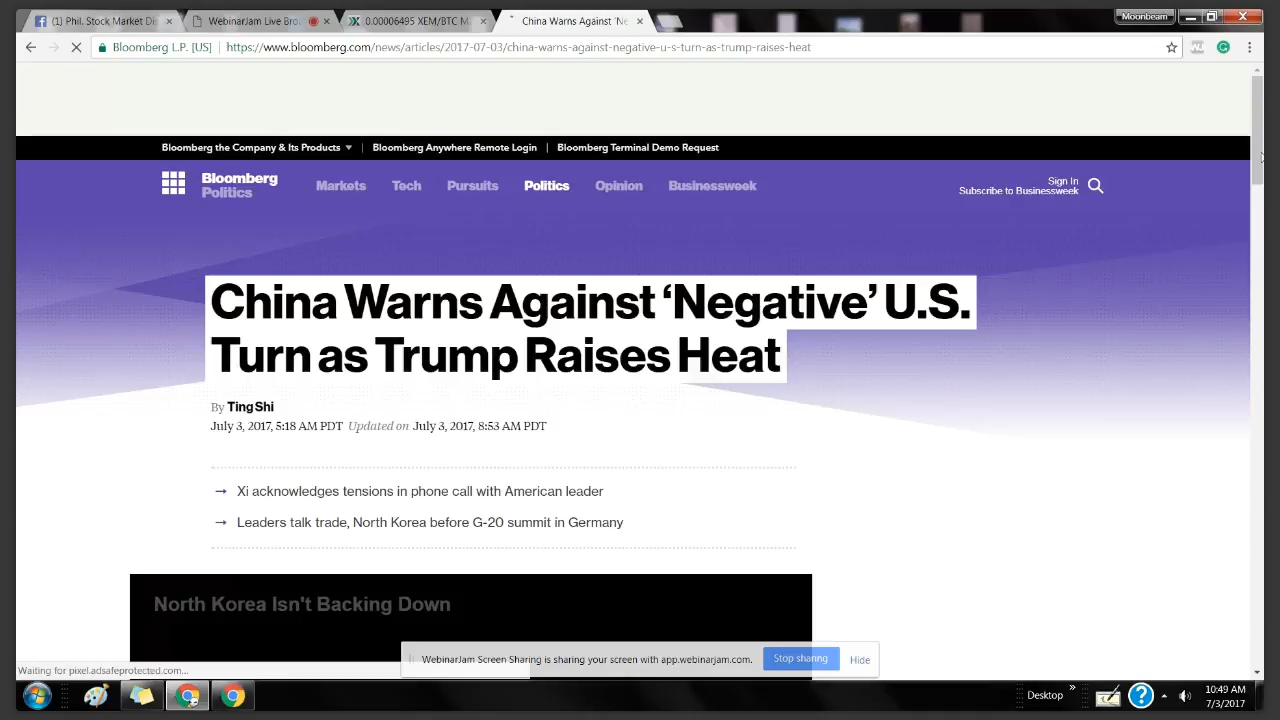 (1) Phil. Stock Market Di
WebinarJam Live Bro
0.00006495 XDN/BTC
China Warns Against 'Ne
Moonbeam
Bloomberg L.P. [US]
https://www.bloomberg.com/news/articles/2017-07-03/china-warns-against-negative-u-s-turn-as-trump-raises-heat
Bloomberg the Company & Its Products
Bloomberg Anywhere Remote Login
Bloomberg Terminal Demo Request
Bloomberg
Politics
Markets
Tech
Pursuits
Politics
Opinion
Businessweek
Sign In
Subscribe to Businessweek
China Warns Against ‘Negative’ U.S.
Turn as Trump Raises Heat
By Ting Shi
July 3, 2017, 5:18 AM PDT Updated on July 3, 2017, 8:53 AM PDT
→ Xi acknowledges tensions in phone call with American leader
→ Leaders talk trade, North Korea before G-20 summit in Germany
North Korea Isn't Backing Down
WebinarJam Screen Sharing is sharing your screen with app.webinarjam.com.
Stop sharing
Hide
Waiting for pixel.adsafeprotected.com...
Desktop
10:49 AM
7/3/2017